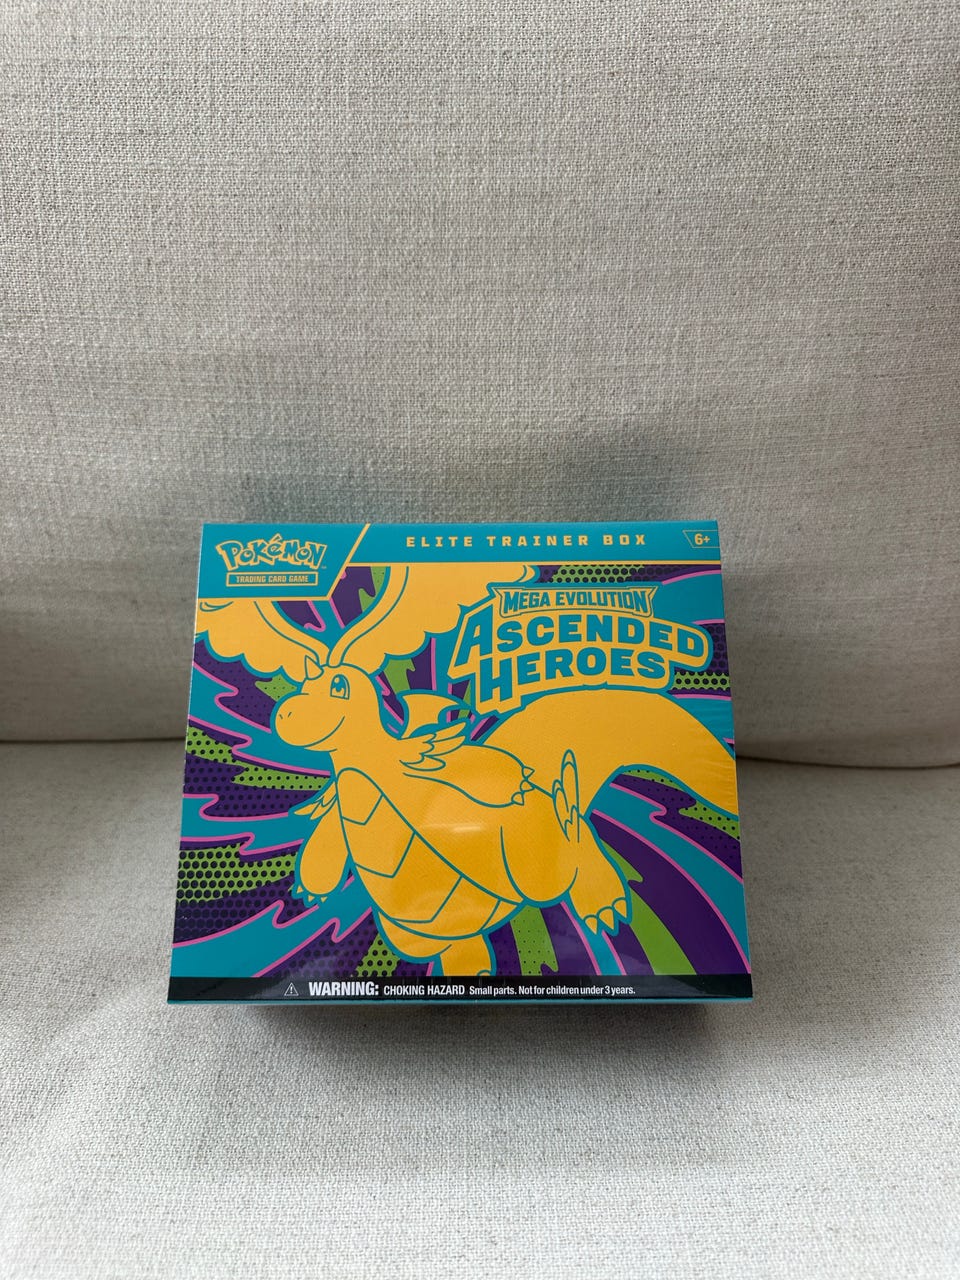 ELITE TRAINER BOX
6+
POKÉMON
TRADING CARD GAME
MEGA EVOLUTION
ASCENDED
HEROES
WARNING: CHOKING HAZARD Small parts. Not for children under 3 years.